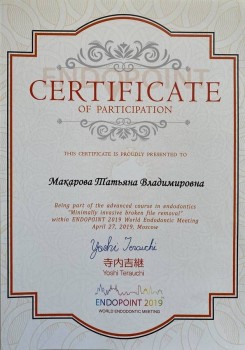 ENDOPOINT
CERTIFICATE
OF PARTICIPATION
THIS CERTIFICATE IS PROUDLY PRESENTED TO
Макарова Татьяна Владимировна
Being part of the advanced course in endodontics
"Minimally invasive broken file removal"
within ENDOPOINT 2019 World Endodontic Meeting
April 27, 2019, Moscow
Yoshi Terauchi
寺内吉継
Yoshi Terauchi
ENDOPOINT 2019
WORLD ENDODONTIC MEETING